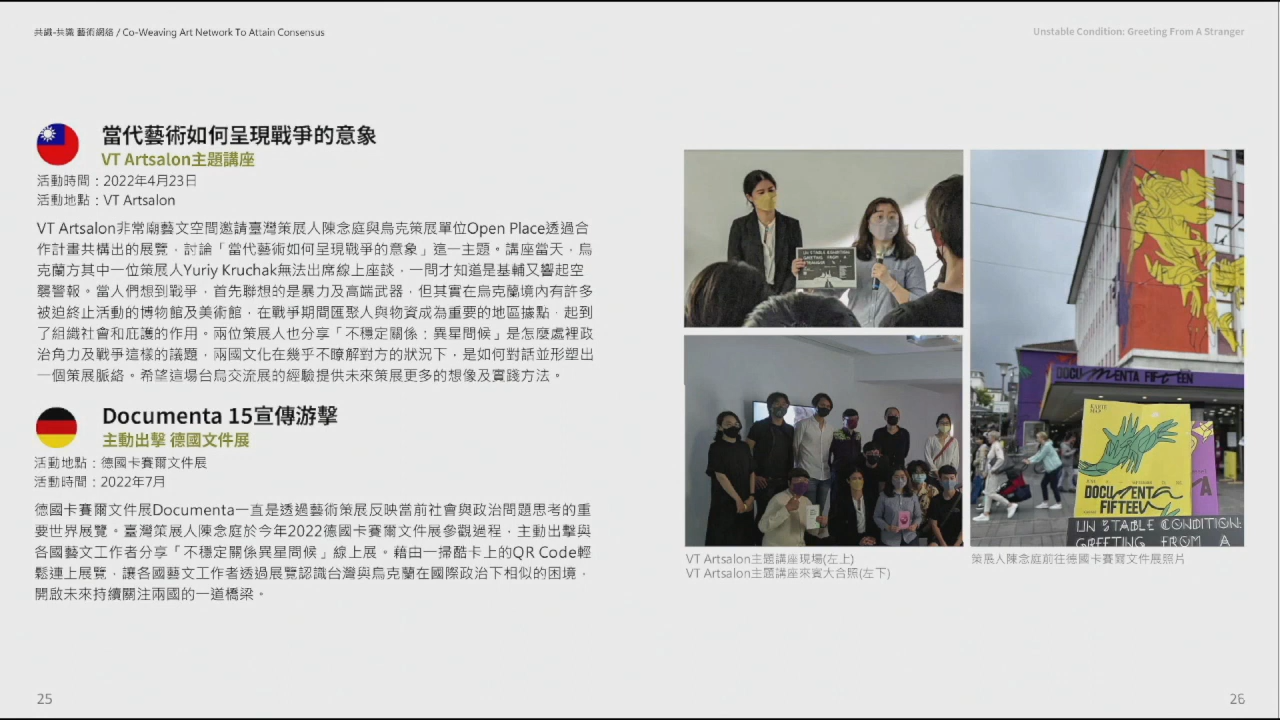 共識-共識 藝術網絡 / Co-Weaving Art Network To Attain Consensus
Unstable Condition: Greeting From A Stranger
當代藝術如何呈現戰爭的意象
VT Artsalon主題講座
活動時間：2022年4月23日
活動地點：VT Artsalon
VT Artsalon非常廟藝文空間邀請臺灣策展人陳念庭與烏克策展單位Open Place透過合
作計畫共構出的展覽，討論「當代藝術如何呈現戰爭的意象」這一主題。講座當天，烏
克蘭方其中一位策展人Yuriy Kruchak無法出席線上座談，一問才知道是基輔又響起空
襲警報。當人們想到戰爭，首先聯想的是暴力及高端武器，但其實在烏克蘭境內有許多
被迫終止活動的博物館及美術館，在戰爭期間匯聚人與物資成為重要的地區據點，起到
了組織社會和庇護的作用。兩位策展人也分享「不穩定關係：異星問候」是怎麼處裡政
治角力及戰爭這樣的議題，兩國文化在幾乎不瞭解對方的狀況下，是如何對話並形塑出
一個策展脈絡。希望這場台烏交流展的經驗提供未來策展更多的想像及實踐方法。
Documenta 15宣傳游擊
主動出擊 德國文件展
活動地點：德國卡賽爾文件展
活動時間：2022年7月
德國卡賽爾文件展Documenta一直是透過藝術策展反映當前社會與政治問題思考的重
要世界展覽。臺灣策展人陳念庭於今年2022德國卡賽爾文件展參觀過程，主動出擊與
各國藝文工作者分享「不穩定關係異星問候」線上展。藉由一掃酷卡上的QR Code輕
鬆連上展覽，讓各國藝文工作者透過展覽認識台灣與烏克蘭在國際政治下相似的困境，
開啟未來持續關注兩國的一道橋梁。
UN STABLE CONDITION:
GREETING FROM A
STRANGER
DOCUMENTA FIFTEEN
DOCUMENTA
FIFTEEN
UN STABLE CONDITION:
GREETING FROM A
VT Artsalon主題講座現場(左上)
VT Artsalon主題講座來賓大合照(左下)
策展人陳念庭前往德國卡賽爾文件展照片
25
26